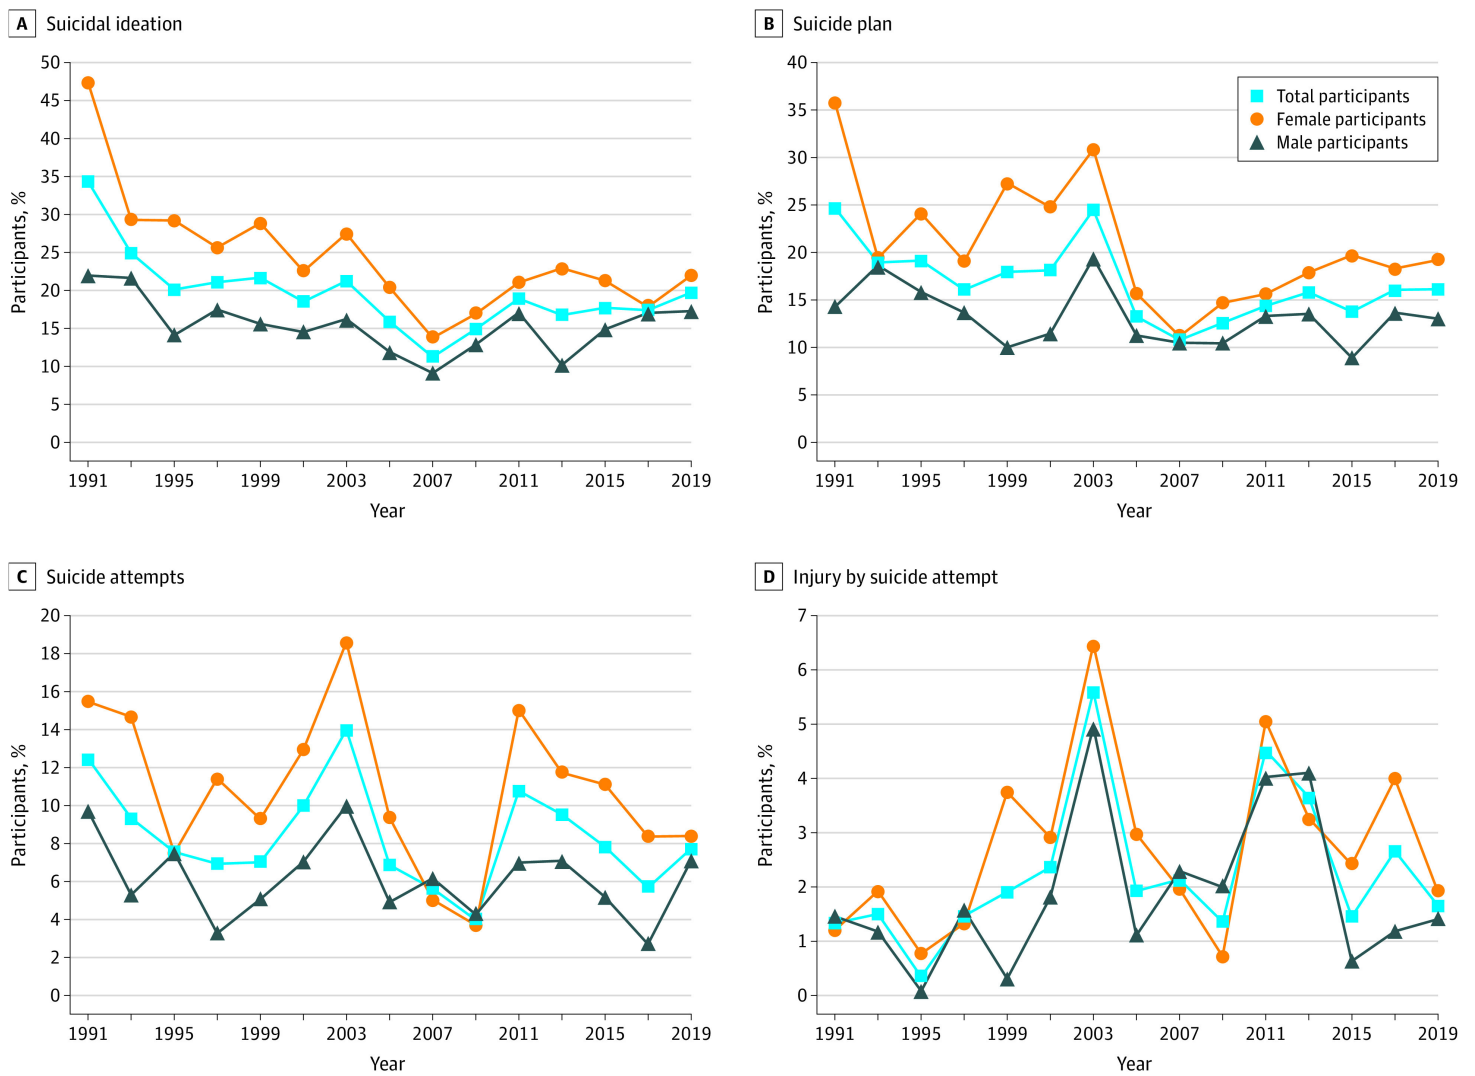 A Suicidal ideation
50
45
40
35
30
25
20
15
10
5
0
Participants, %
1991 1995 1999 2003 2007 2011 2015 2019
Year
B Suicide plan
40
35
30
25
20
15
10
5
0
Participants, %
Total participants
Female participants
Male participants
1991 1995 1999 2003 2007 2011 2015 2019
Year
C Suicide attempts
20
18
16
14
12
10
8
6
4
2
0
Participants, %
1991 1995 1999 2003 2007 2011 2015 2019
Year
D Injury by suicide attempt
7
6
5
4
3
2
1
0
Participants, %
1991 1995 1999 2003 2007 2011 2015 2019
Year